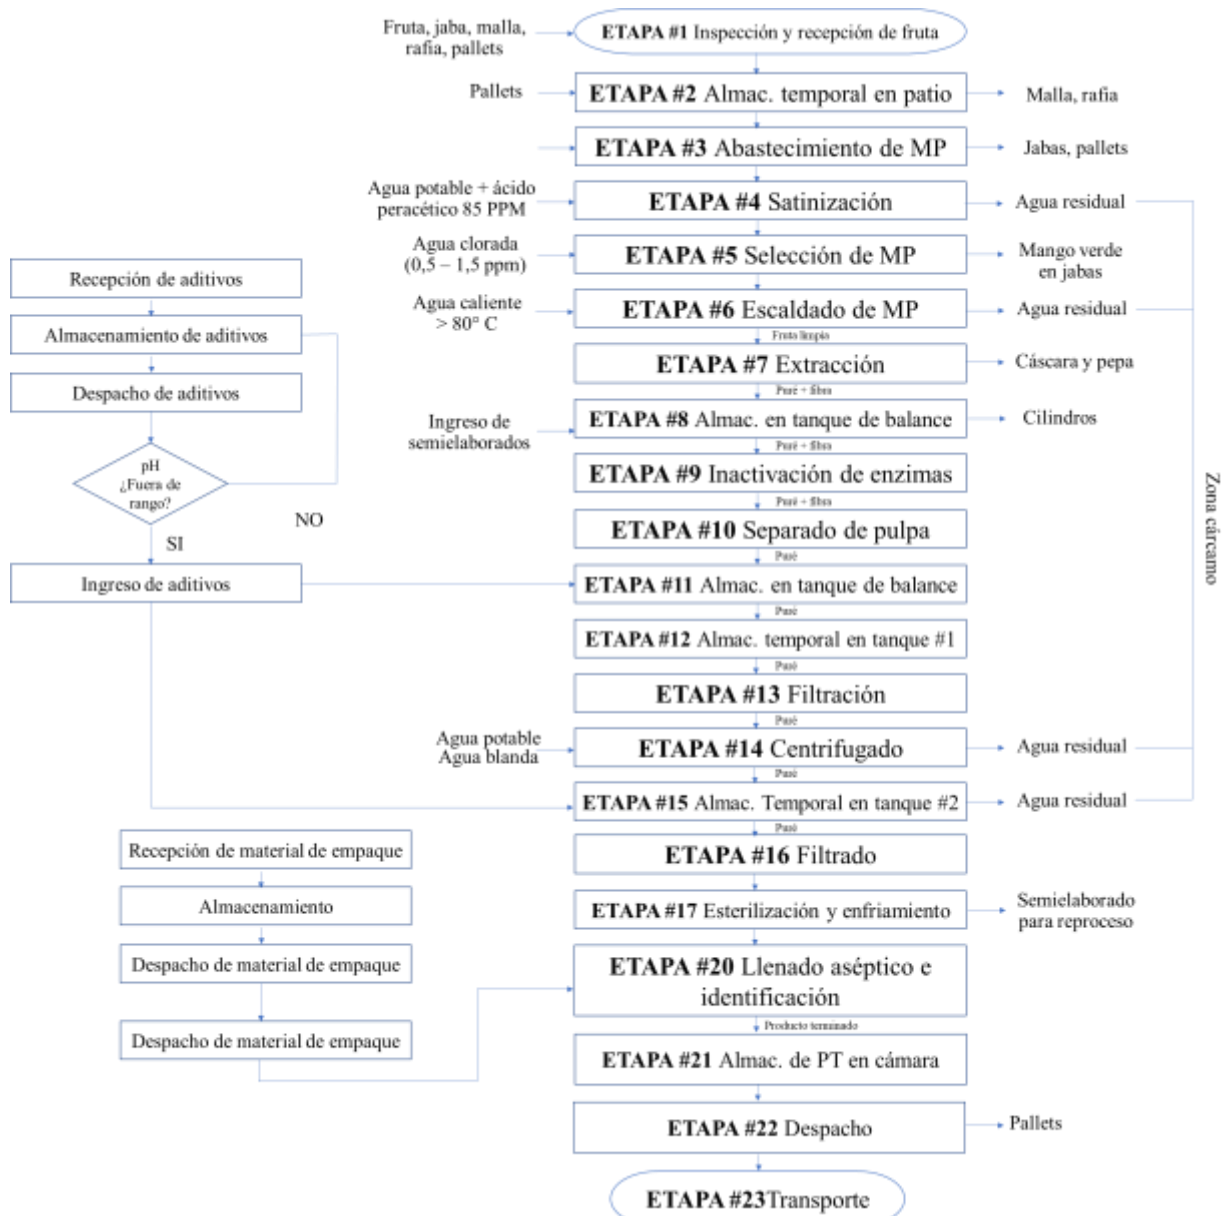 Fruta, jaba, malla,
rafia, pallets
ETAPA #1 Inspección y recepción de fruta
Pallets
ETAPA #2 Almac. temporal en patio
Malla, rafia
ETAPA #3 Abastecimiento de MP
Jabas, pallets
Agua potable + ácido
peracético 85 PPM
ETAPA #4 Satinización
Agua residual
Agua clorada
(0,5 – 1,5 ppm)
ETAPA #5 Selección de MP
Mango verde
en jabas
Agua caliente
> 80° C
ETAPA #6 Escaldado de MP
Agua residual
Fruta limpia
ETAPA #7 Extracción
Cáscara y pepa
Puré + fibra
Ingreso de
semielaborados
ETAPA #8 Almac. en tanque de balance
Cilindros
Puré + fibra
ETAPA #9 Inactivación de enzimas
Puré + fibra
ETAPA #10 Separado de pulpa
Puré
ETAPA #11 Almac. en tanque de balance
Puré
ETAPA #12 Almac. temporal en tanque #1
Puré
ETAPA #13 Filtración
Puré
Agua potable
Agua blanda
ETAPA #14 Centrifugado
Agua residual
Puré
ETAPA #15 Almac. Temporal en tanque #2
Agua residual
Puré
ETAPA #16 Filtrado
ETAPA #17 Esterilización y enfriamiento
Semielaborado
para reproceso
ETAPA #20 Llenado aséptico e
identificación
Producto terminado
ETAPA #21 Almac. de PT en cámara
ETAPA #22 Despacho
Pallets
ETAPA #23Transporte
Zona cárcamo
Recepción de aditivos
Almacenamiento de aditivos
Despacho de aditivos
pH
¿Fuera de
rango?
NO
SI
Ingreso de aditivos
Recepción de material de empaque
Almacenamiento
Despacho de material de empaque
Despacho de material de empaque